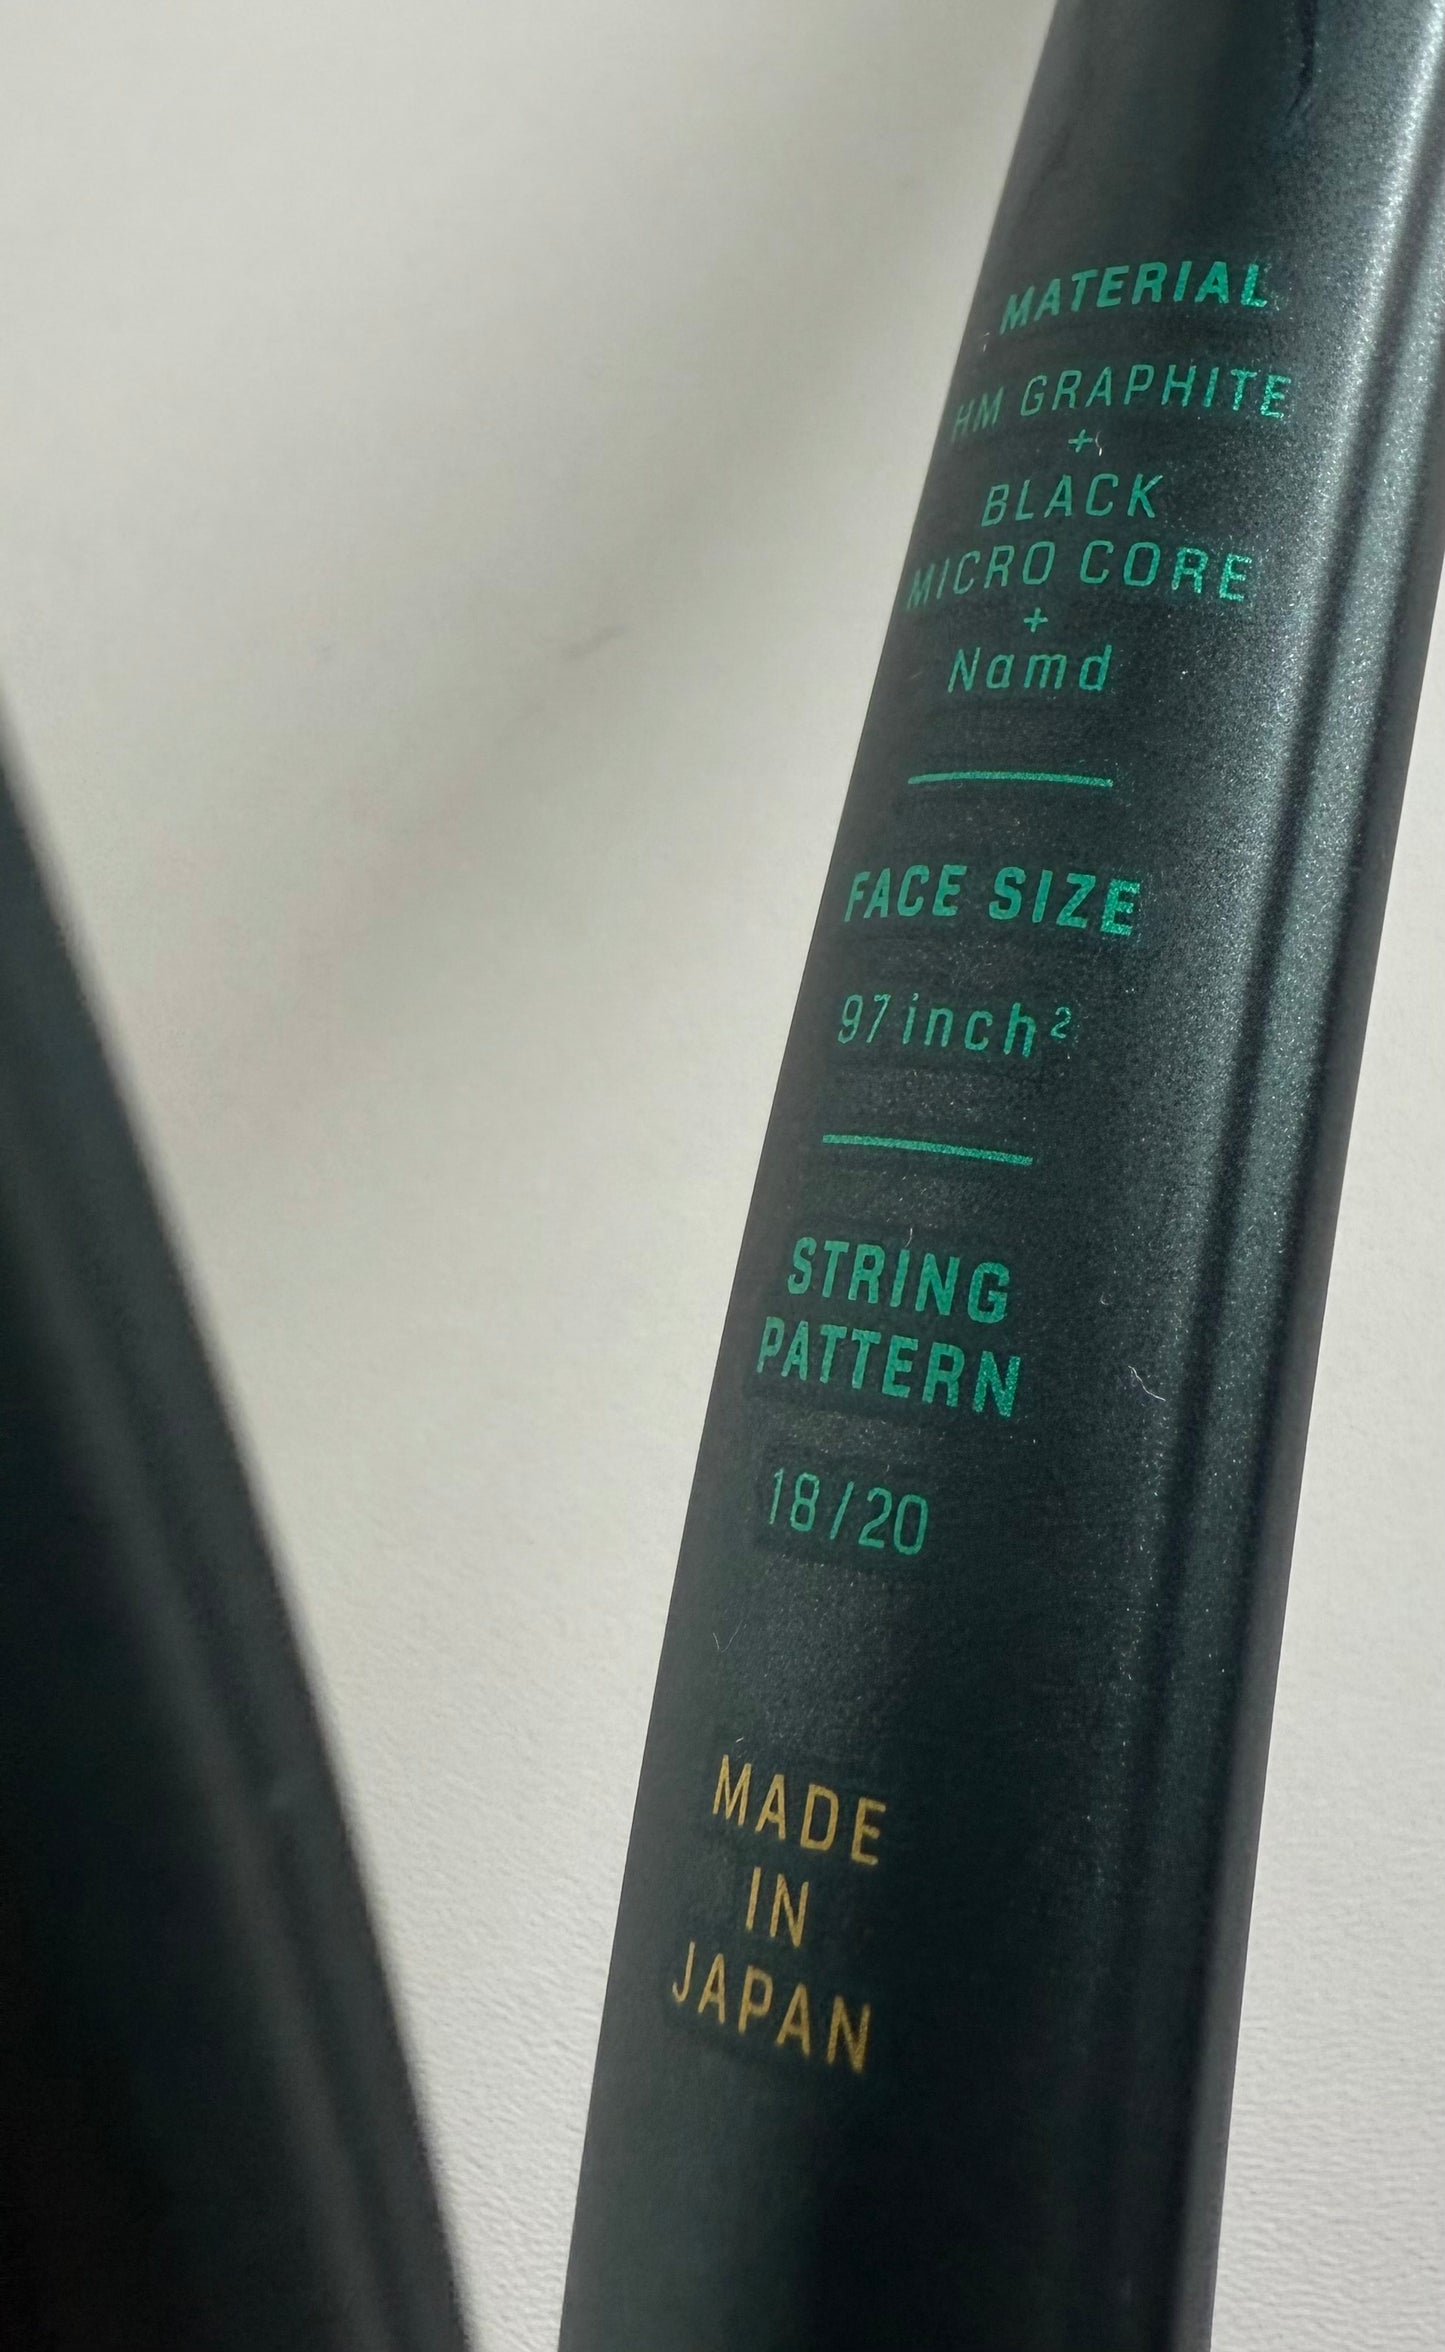 MATERIAL
HM GRAPHITE
+
BLACK
MICRO CORE
+
Namd
FACE SIZE
97 inch²
STRING
PATTERN
18/20
MADE
IN
JAPAN